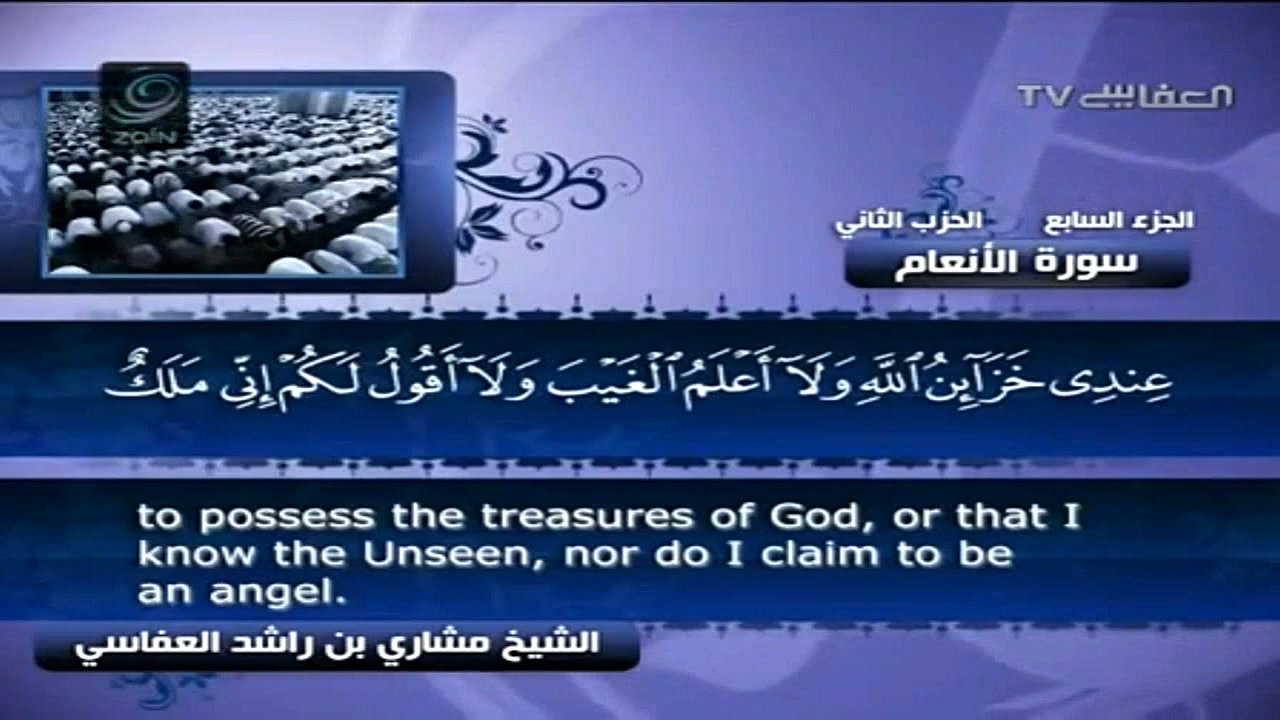 ZAIN
العفاسي TV
الجزء السابع الحزب الثاني
سورة الأنعام
عِندِى خَزَآئِنُ ٱللَّهِ وَلَآ أَعْلَمُ ٱلْغَيْبَ وَلَآ أَقُولُ لَكُمْ إِنِّى مَلَكٌ
to possess the treasures of God, or that I
know the Unseen, nor do I claim to be
an angel.
الشيخ مشاري بن راشد العفاسي